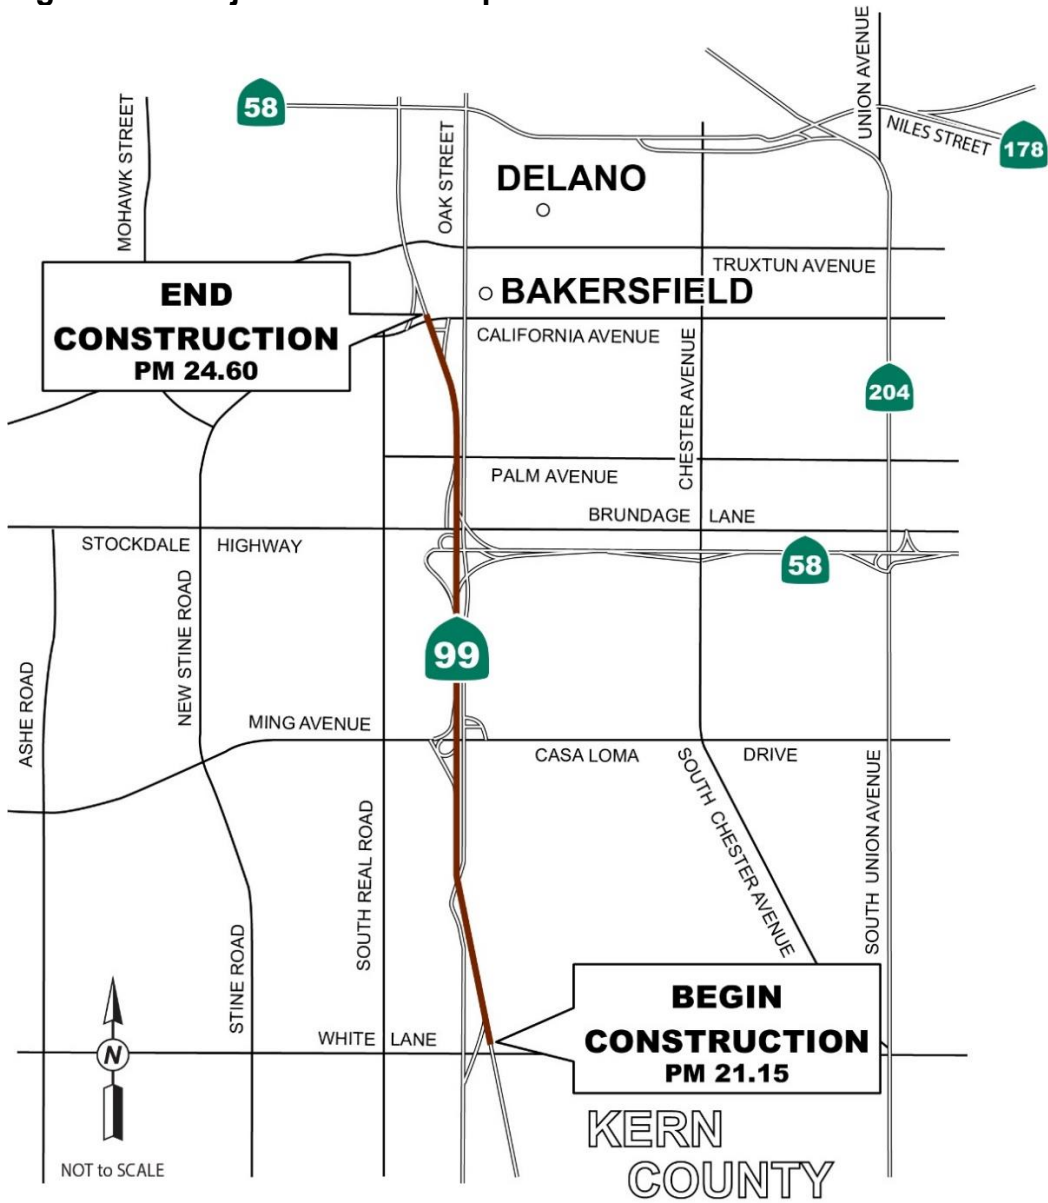 UNION AVENUE
58
MOHAWK STREET
OAK STREET
NILES STREET
178
DELANO
TRUXTUN AVENUE
END
CONSTRUCTION
PM 24.60
BAKERSFIELD
CALIFORNIA AVENUE
CHESTER AVENUE
204
PALM AVENUE
BRUNDAGE LANE
STOCKDALE HIGHWAY
58
NEW STINE ROAD
99
ASHE ROAD
MING AVENUE
CASA LOMA DRIVE
SOUTH CHESTER AVENUE
SOUTH UNION AVENUE
SOUTH REAL ROAD
STINE ROAD
BEGIN
CONSTRUCTION
PM 21.15
WHITE LANE
N
NOT to SCALE
KERN
COUNTY